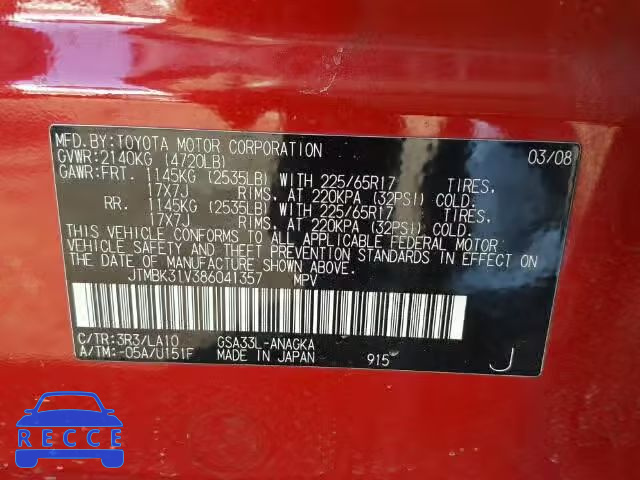 MFD.BY:TOYOTA MOTOR CORPORATION 03/08
GVWR:2140KG (4720LB)
GAWR:FRT. 1145KG (2535LB) WITH 225/65R17 TIRES,
17X7J RIMS, AT 220KPA (32PSI) COLD.
RR. 1145KG (2535LB) WITH 225/65R17 TIRES,
17X7J RIMS, AT 220KPA (32PSI) COLD.
THIS VEHICLE CONFORMS TO ALL APPLICABLE FEDERAL MOTOR
VEHICLE SAFETY AND THEFT PREVENTION STANDARDS IN EFFECT ON
THE DATE OF MANUFACTURE SHOWN ABOVE.
JTMBK31V386041357 MPV
C/TR:3R3/LA10 GSA33L-ANAGKA
A/TM:-05A/U151F MADE IN JAPAN 915 J
RECCE